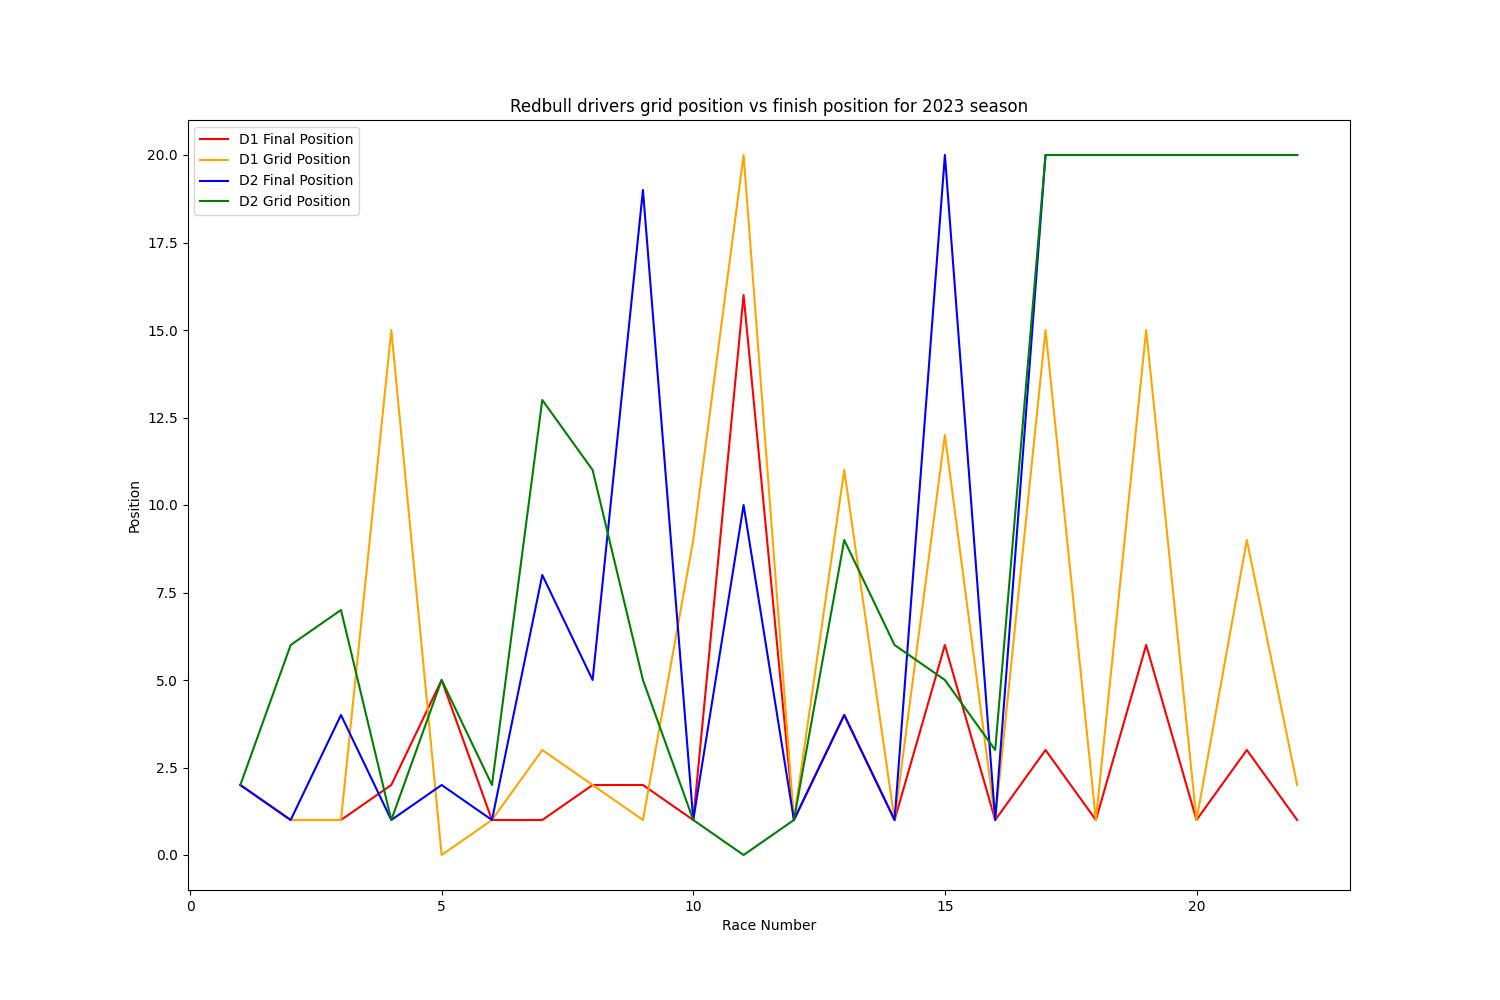 Redbull drivers grid position vs finish position for 2023 season
D1 Final Position
D1 Grid Position
D2 Final Position
D2 Grid Position
20.0
17.5
15.0
12.5
10.0
7.5
5.0
2.5
0.0
Position
0 5 10 15 20
Race Number